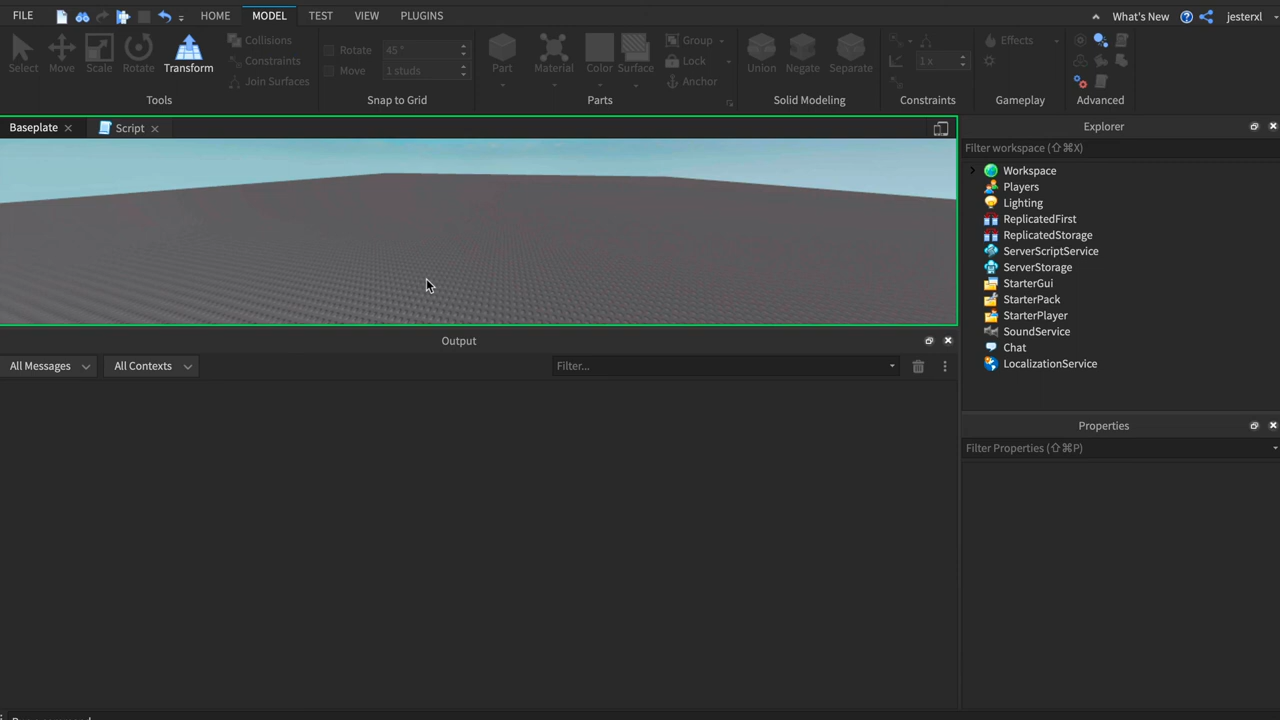 FILE HOME MODEL TEST VIEW PLUGINS What's New jesterxl
Select Move Scale Rotate Transform
Collisions
Constraints
Join Surfaces
Tools
Rotate 45 °
Move 1 studs
Snap to Grid
Part Material Color Surface
Group
Lock
Anchor
Parts
Union Negate Separate
Solid Modeling
1 x
Constraints
Effects
Gameplay
Advanced
Baseplate Script
Explorer
Filter workspace (⇧⌘X)
Workspace
Players
Lighting
ReplicatedFirst
ReplicatedStorage
ServerScriptService
ServerStorage
StarterGui
StarterPack
StarterPlayer
SoundService
Chat
LocalizationService
Output
All Messages All Contexts Filter...
Properties
Filter Properties (⇧⌘P)